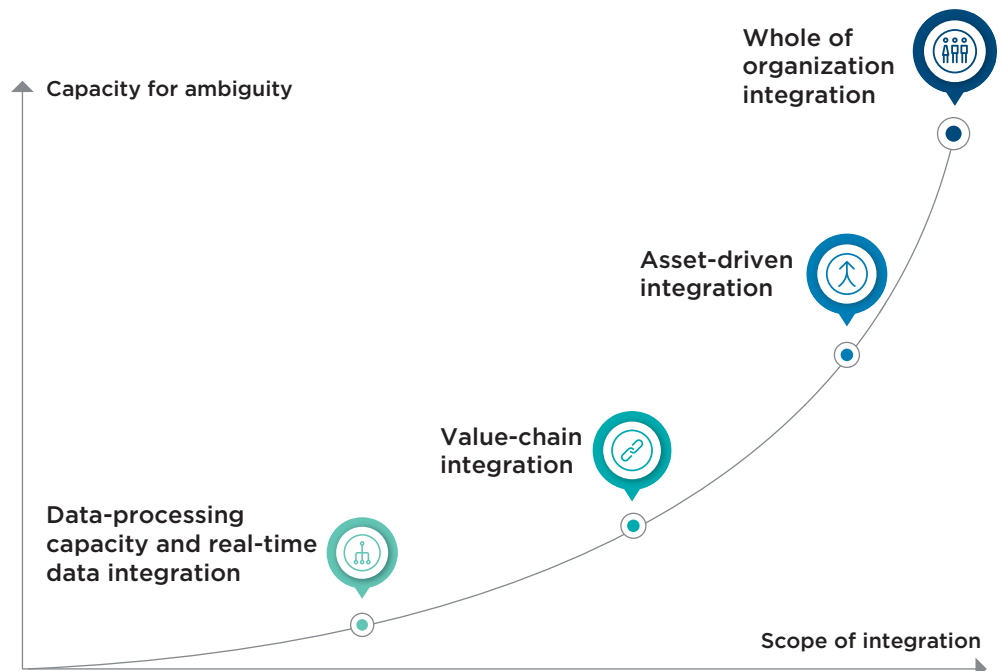 Whole of
organization
integration
Capacity for ambiguity
Asset-driven
integration
Value-chain
integration
Data-processing
capacity and real-time
data integration
Scope of integration